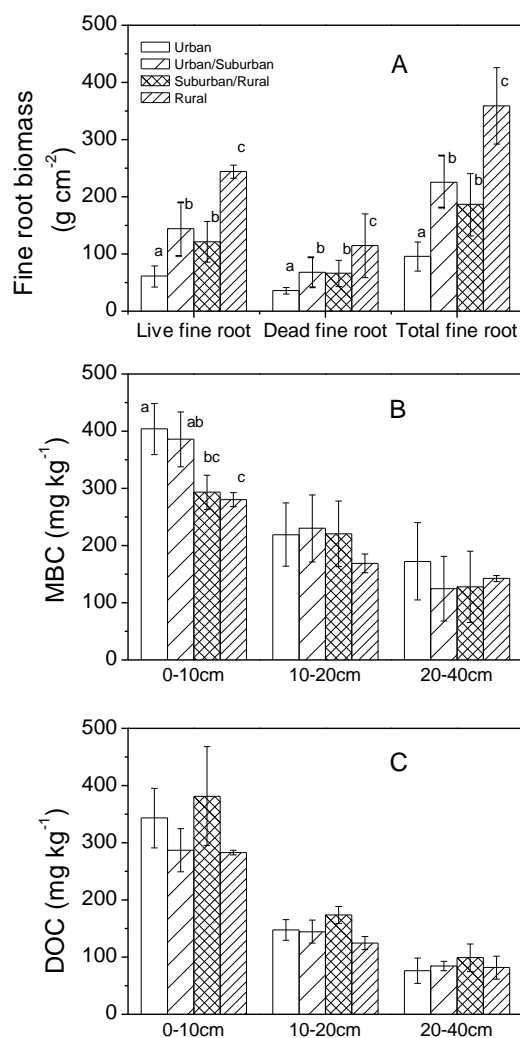 500
400
300
200
100
0
Fine root biomass
(g cm-2)
Urban
Urban/Suburban
Suburban/Rural
Rural
A
a
b
b
c
a
b
b
c
a
b
b
c
Live fine root Dead fine root Total fine root
500
400
300
200
100
0
MBC (mg kg-1)
B
a
ab
bc
c
0-10cm 10-20cm 20-40cm
500
400
300
200
100
0
DOC (mg kg-1)
C
0-10cm 10-20cm 20-40cm